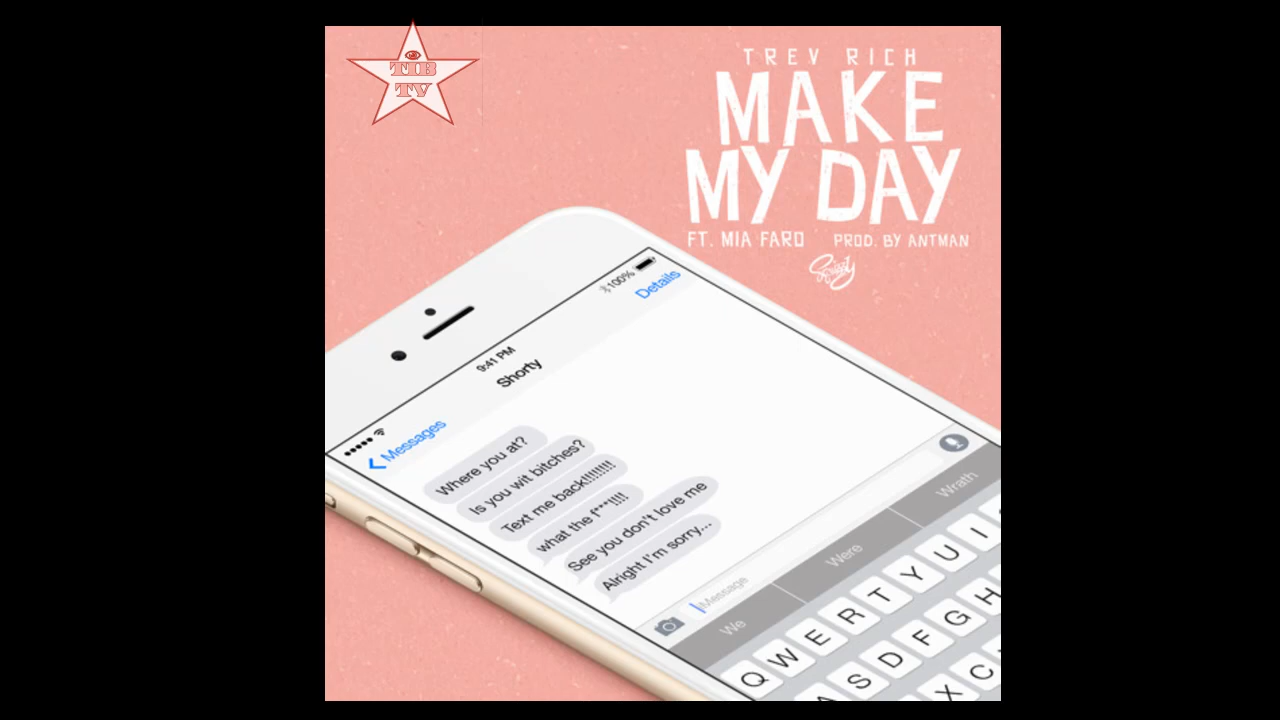 TIB
TV
TREV RICH
MAKE
MY DAY
FT. MIA FARO PROD. BY ANTMAN
Spizzy
100%
Details
9:41 PM
Shorty
Messages
Where you at?
Is you wit bitches?
Text me back!!!!!!!!!
what the f***!!!!
See you don't love me
Alright I'm sorry...
Message
We
Were
Wrath
Q W E R T Y U I
A S D F G H
X C